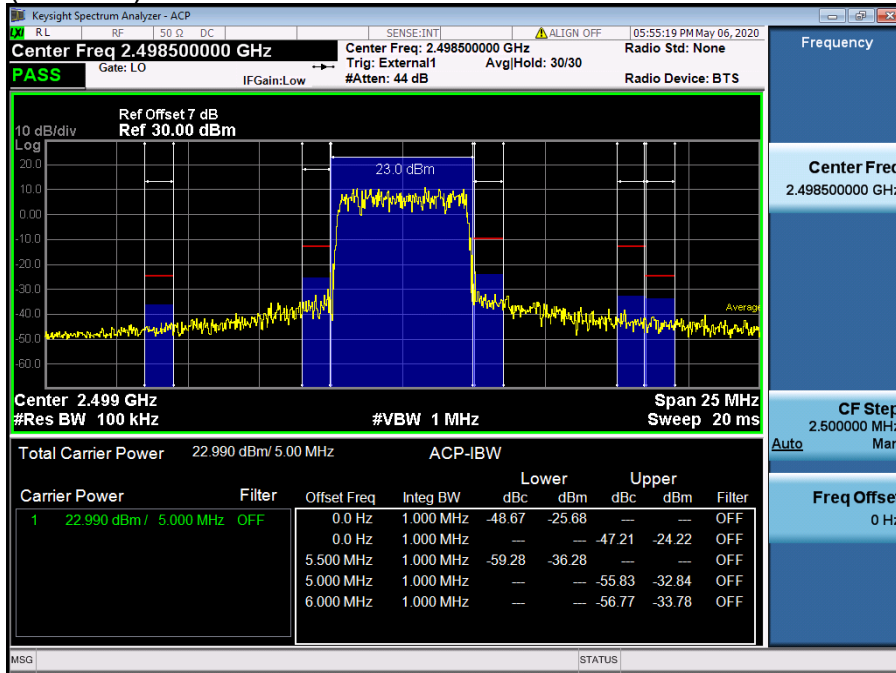 Keysight Spectrum Analyzer - ACP
LXI RL RF 50 Ω DC SENSE:INT ALIGN OFF 05:55:19 PM May 06, 2020
Center Freq 2.498500000 GHz
Center Freq: 2.498500000 GHz Radio Std: None
Gate: LO Trig: External1 Avg|Hold: 30/30
PASS IFGain:Low #Atten: 44 dB Radio Device: BTS
Ref Offset 7 dB
10 dB/div Ref 30.00 dBm
Log
20.0
10.0
0.00
-10.0
-20.0
-30.0
-40.0
-50.0
-60.0
23.0 dBm
Average
Center 2.499 GHz Span 25 MHz
#Res BW 100 kHz #VBW 1 MHz Sweep 20 ms
Total Carrier Power 22.990 dBm/ 5.00 MHz ACP-IBW
Lower Upper
Carrier Power Filter Offset Freq Integ BW dBc dBm dBc dBm Filter
1 22.990 dBm / 5.000 MHz OFF 0.0 Hz 1.000 MHz -48.67 -25.68 --- --- OFF
0.0 Hz 1.000 MHz --- --- -47.21 -24.22 OFF
5.500 MHz 1.000 MHz -59.28 -36.28 --- --- OFF
5.000 MHz 1.000 MHz --- --- -55.83 -32.84 OFF
6.000 MHz 1.000 MHz --- --- -56.77 -33.78 OFF
MSG STATUS
Frequency
Center Freq
2.498500000 GHz
CF Step
2.500000 MHz
Auto Man
Freq Offset
0 Hz